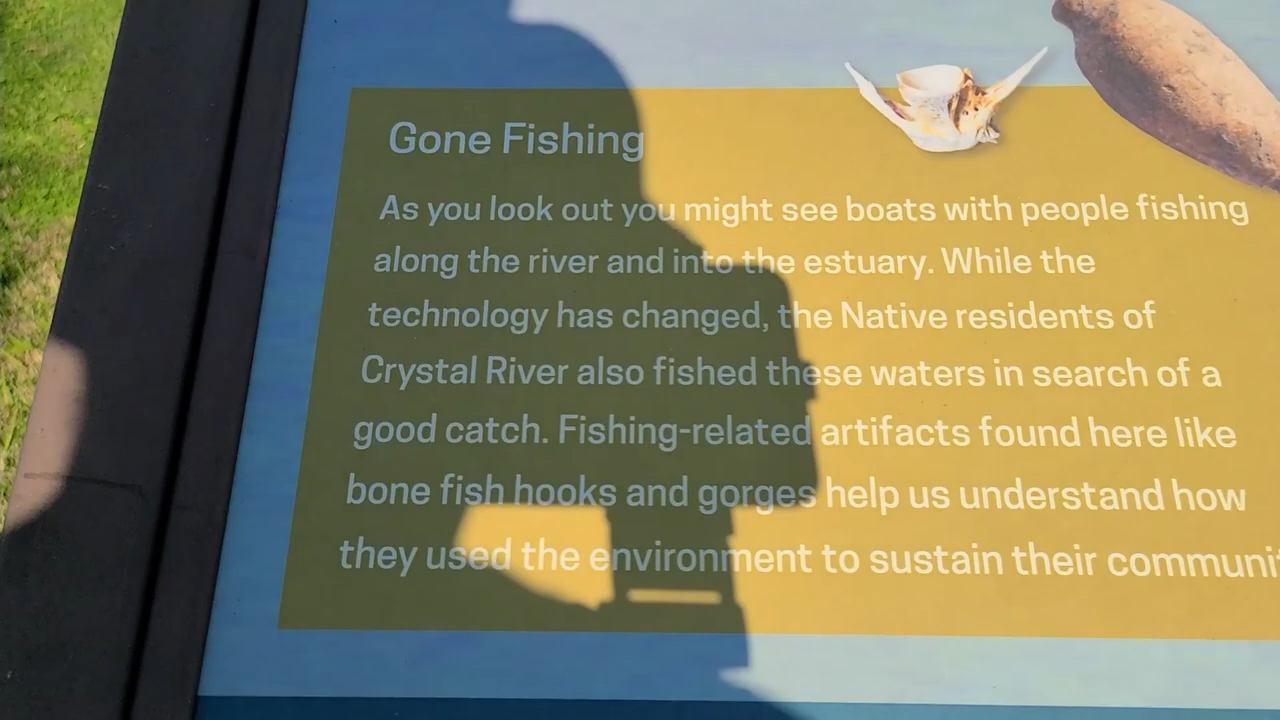 Gone Fishing
As you look out you might see boats with people fishing
along the river and into the estuary. While the
technology has changed, the Native residents of
Crystal River also fished these waters in search of a
good catch. Fishing-related artifacts found here like
bone fish hooks and gorges help us understand how
they used the environment to sustain their communi